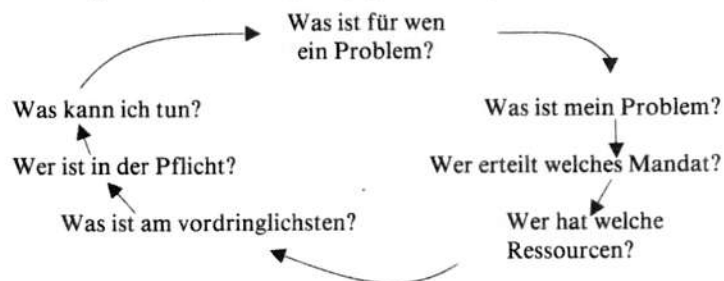 Was ist für wen
ein Problem?
Was ist mein Problem?
Wer erteilt welches Mandat?
Wer hat welche
Ressourcen?
Was ist am vordringlichsten?
Wer ist in der Pflicht?
Was kann ich tun?